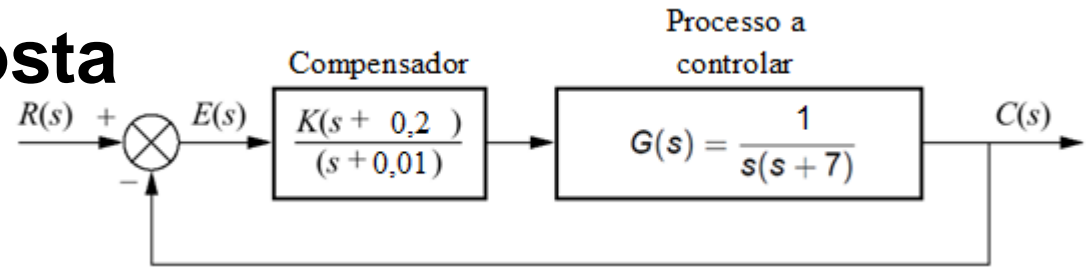 osta
Processo a
controlar
Compensador
R(s) + E(s) K(s + 0,2 ) / (s + 0,01) G(s) = 1 / s(s + 7) C(s)
−